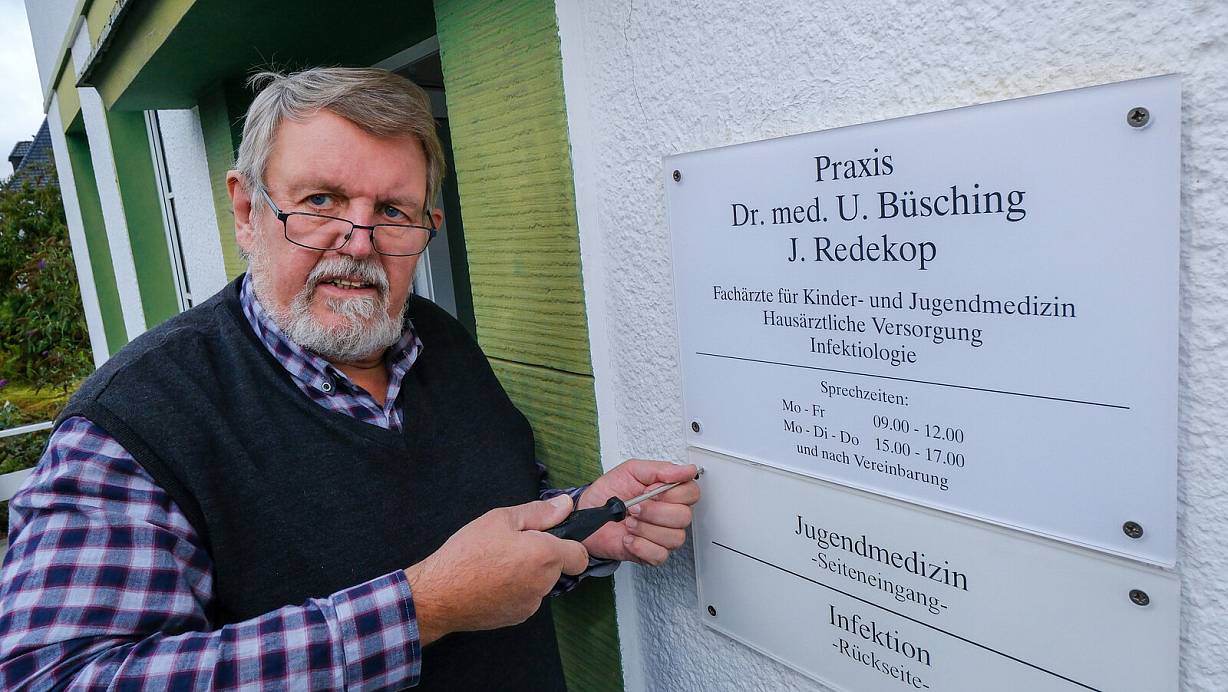 Praxis
Dr. med. U. Büsching
J. Redekop
Fachärzte für Kinder- und Jugendmedizin
Hausärztliche Versorgung
Infektiologie
Sprechzeiten:
Mo - Fr 09.00 - 12.00
Mo - Di - Do 15.00 - 17.00
und nach Vereinbarung
Jugendmedizin
-Seiteneingang-
Infektion
-Rückseite-